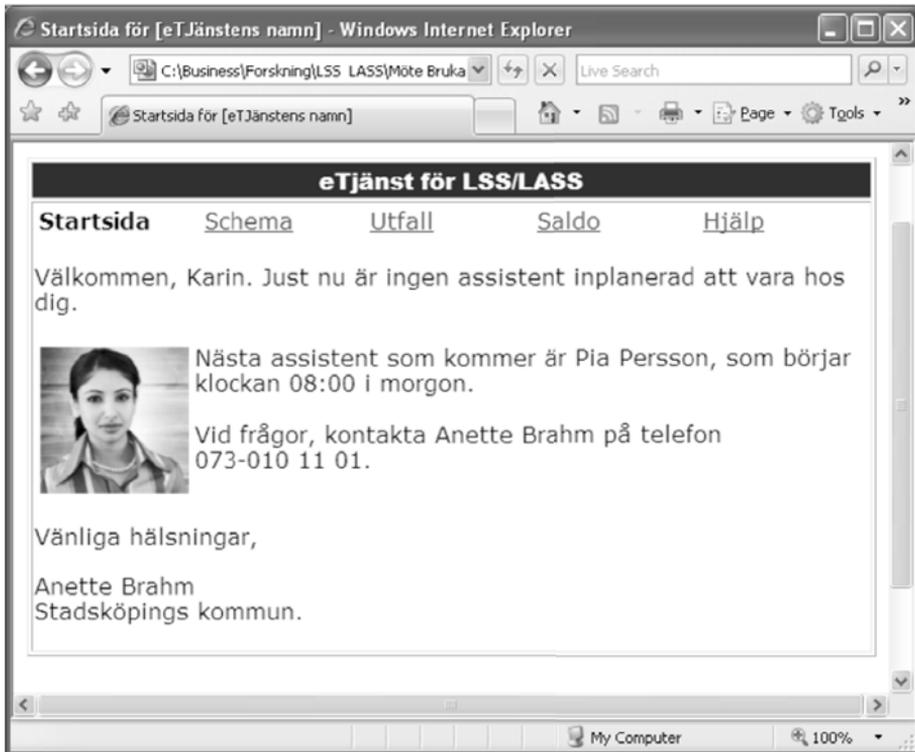 Startsida för [eTJänstens namn] - Windows Internet Explorer
C:\Business\Forskning\LSS LASS\Möte Bruka
Live Search
Startsida för [eTJänstens namn]
Page
Tools
»
eTjänst för LSS/LASS
Startsida Schema Utfall Saldo Hjälp
Välkommen, Karin. Just nu är ingen assistent inplanerad att vara hos
dig.
Nästa assistent som kommer är Pia Persson, som börjar
klockan 08:00 i morgon.
Vid frågor, kontakta Anette Brahm på telefon
073-010 11 01.
Vänliga hälsningar,
Anette Brahm
Stadsköpings kommun.
My Computer
100%